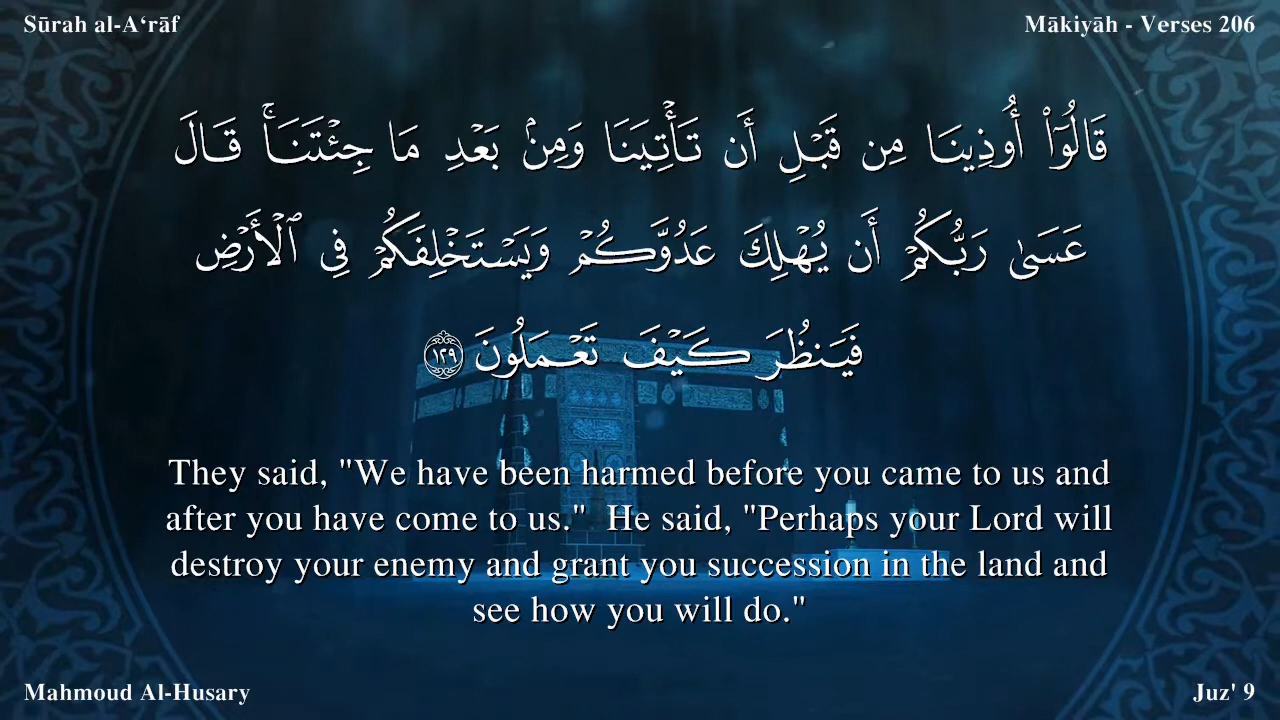 Sūrah al-A‘rāf
Mākiyāh - Verses 206
قَالُوٓا۟ أُوذِينَا مِن قَبْلِ أَن تَأْتِيَنَا وَمِنۢ بَعْدِ مَا جِئْتَنَا ۚ قَالَ
عَسَىٰ رَبُّكُمْ أَن يُهْلِكَ عَدُوَّكُمْ وَيَسْتَخْلِفَكُمْ فِى ٱلْأَرْضِ
فَيَنظُرَ كَيْفَ تَعْمَلُونَ ١٢٩
They said, "We have been harmed before you came to us and
after you have come to us."  He said, "Perhaps your Lord will
destroy your enemy and grant you succession in the land and
see how you will do."
Mahmoud Al-Husary
Juz' 9